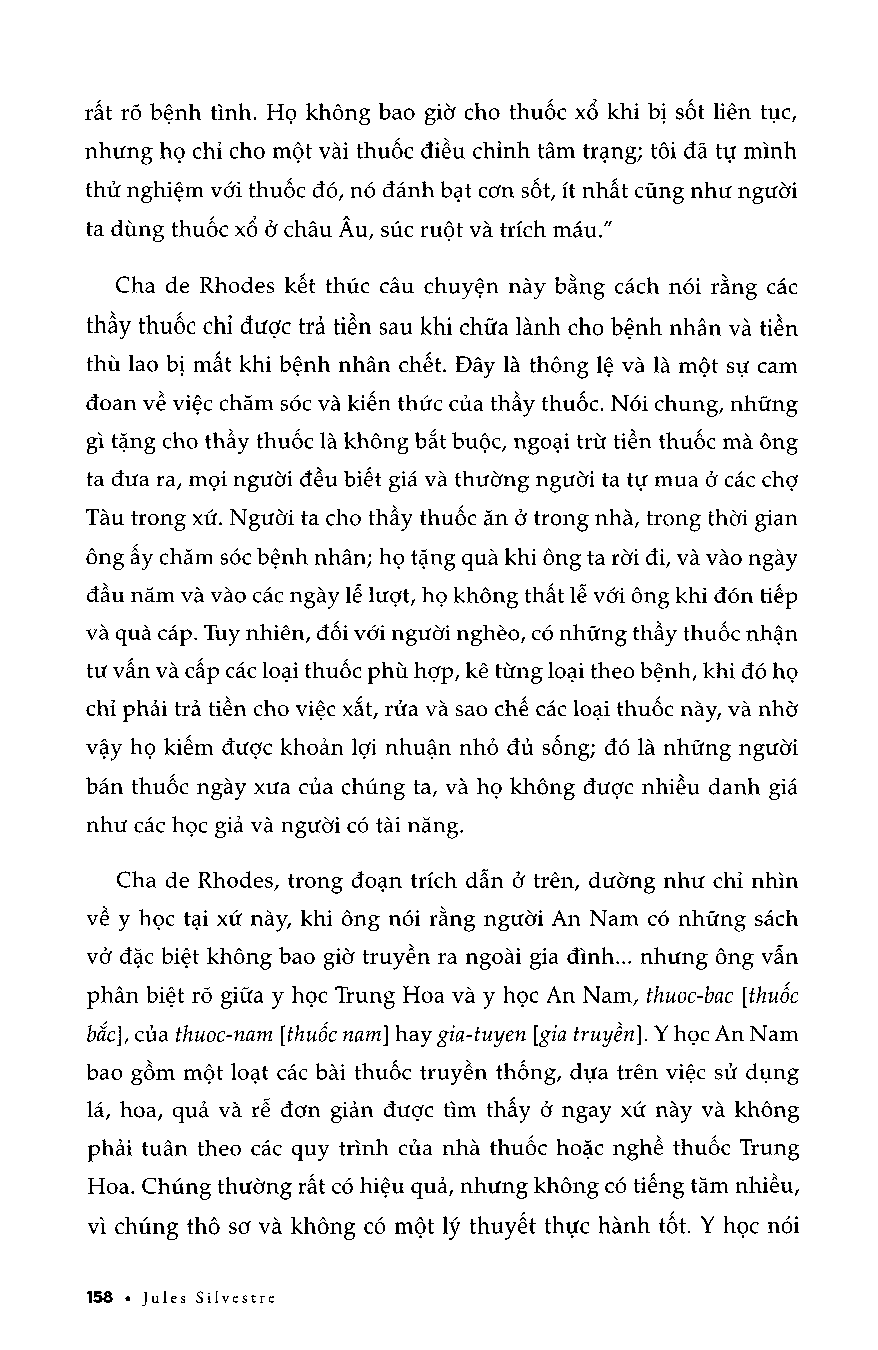 rất rõ bệnh tình. Họ không bao giờ cho thuốc xổ khi bị sốt liên tục,
nhưng họ chỉ cho một vài thuốc điều chỉnh tâm trạng; tôi đã tự mình
thử nghiệm với thuốc đó, nó đánh bạt cơn sốt, ít nhất cũng như người
ta dùng thuốc xổ ở châu Âu, súc ruột và trích máu."
Cha de Rhodes kết thúc câu chuyện này bằng cách nói rằng các
thầy thuốc chỉ được trả tiền sau khi chữa lành cho bệnh nhân và tiền
thù lao bị mất khi bệnh nhân chết. Đây là thông lệ và là một sự cam
đoan về việc chăm sóc và kiến thức của thầy thuốc. Nói chung, những
gì tặng cho thầy thuốc là không bắt buộc, ngoại trừ tiền thuốc mà ông
ta đưa ra, mọi người đều biết giá và thường người ta tự mua ở các chợ
Tàu trong xứ. Người ta cho thầy thuốc ăn ở trong nhà, trong thời gian
ông ấy chăm sóc bệnh nhân; họ tặng quà khi ông ta rời đi, và vào ngày
đầu năm và vào các ngày lễ lượt, họ không thất lễ với ông khi đón tiếp
và quà cáp. Tuy nhiên, đối với người nghèo, có những thầy thuốc nhận
tư vấn và cấp các loại thuốc phù hợp, kê từng loại theo bệnh, khi đó họ
chỉ phải trả tiền cho việc xắt, rửa và sao chế các loại thuốc này, và nhờ
vậy họ kiếm được khoản lợi nhuận nhỏ đủ sống; đó là những người
bán thuốc ngày xưa của chúng ta, và họ không được nhiều danh giá
như các học giả và người có tài năng.
Cha de Rhodes, trong đoạn trích dẫn ở trên, dường như chỉ nhìn
về y học tại xứ này, khi ông nói rằng người An Nam có những sách
vở đặc biệt không bao giờ truyền ra ngoài gia đình... nhưng ông vẫn
phân biệt rõ giữa y học Trung Hoa và y học An Nam, thuoc-bac [thuốc
bắc], của thuoc-nam [thuốc nam] hay gia-tuyen [gia truyền]. Y học An Nam
bao gồm một loạt các bài thuốc truyền thống, dựa trên việc sử dụng
lá, hoa, quả và rễ đơn giản được tìm thấy ở ngay xứ này và không
phải tuân theo các quy trình của nhà thuốc hoặc nghề thuốc Trung
Hoa. Chúng thường rất có hiệu quả, nhưng không có tiếng tăm nhiều,
vì chúng thô sơ và không có một lý thuyết thực hành tốt. Y học nói
158 • Jules Silvestre